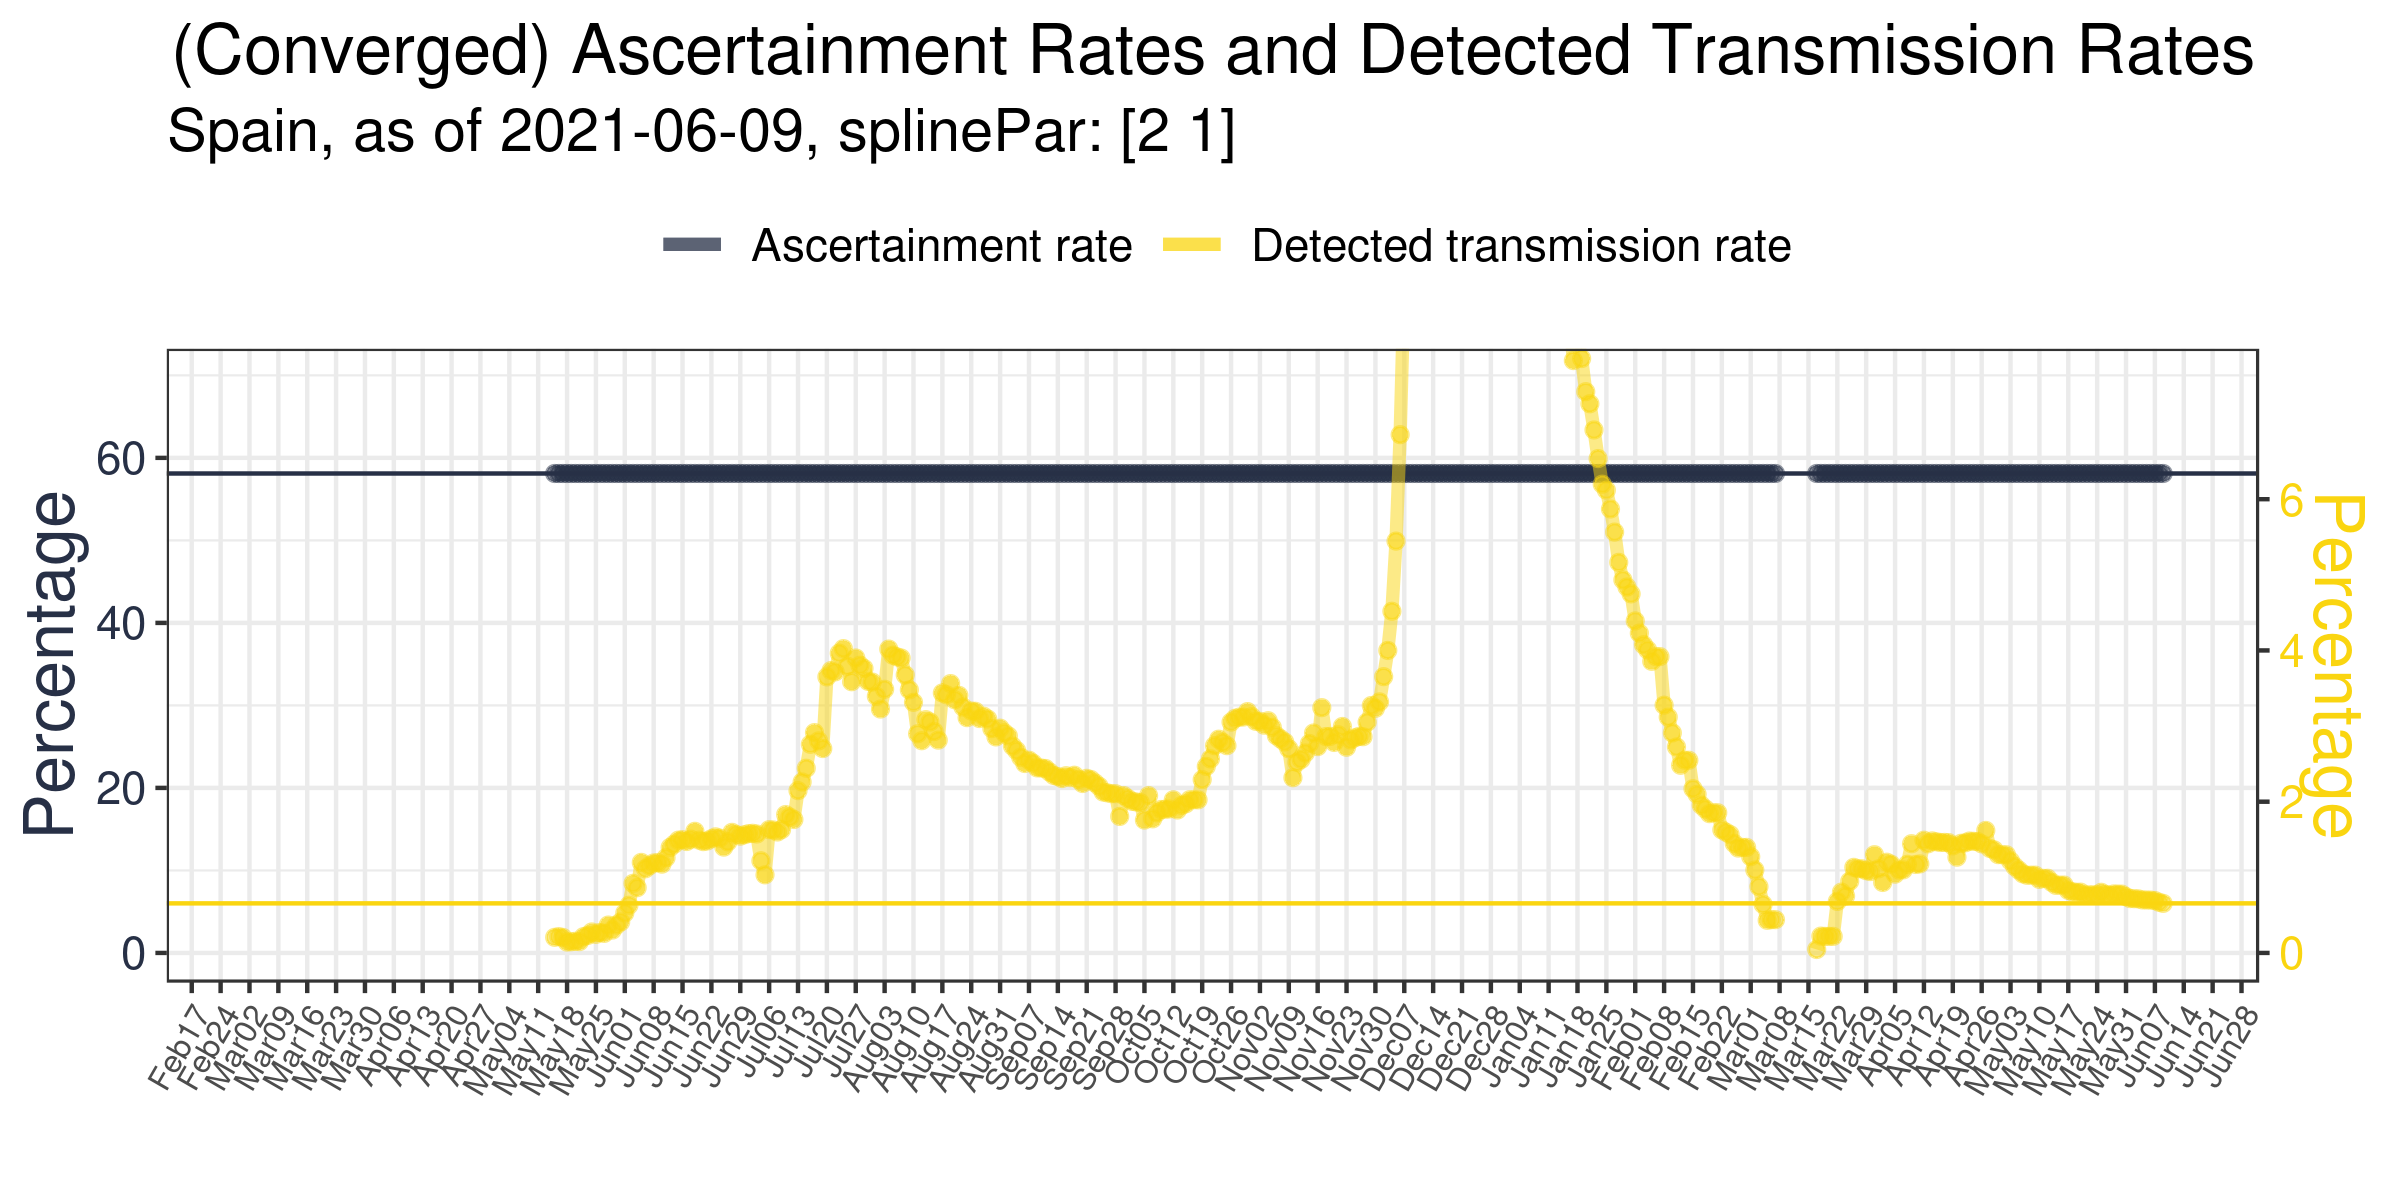 (Converged) Ascertainment Rates and Detected Transmission Rates
Spain, as of 2021-06-09, splinePar: [2 1]
Ascertainment rate Detected transmission rate
Percentage
60
40
20
0
6
4
2
0
Percentage
Feb17 Feb24 Mar02 Mar09 Mar16 Mar23 Mar30 Apr06 Apr13 Apr20 Apr27 May04 May11 May18 May25 Jun01 Jun08 Jun15 Jun22 Jun29 Jul06 Jul13 Jul20 Jul27 Aug03 Aug10 Aug17 Aug24 Aug31 Sep07 Sep14 Sep21 Sep28 Oct05 Oct12 Oct19 Oct26 Nov02 Nov09 Nov16 Nov23 Nov30 Dec07 Dec14 Dec21 Dec28 Jan04 Jan11 Jan18 Jan25 Feb01 Feb08 Feb15 Feb22 Mar01 Mar08 Mar15 Mar22 Mar29 Apr05 Apr12 Apr19 Apr26 May03 May10 May17 May24 May31 Jun07 Jun14 Jun21 Jun28